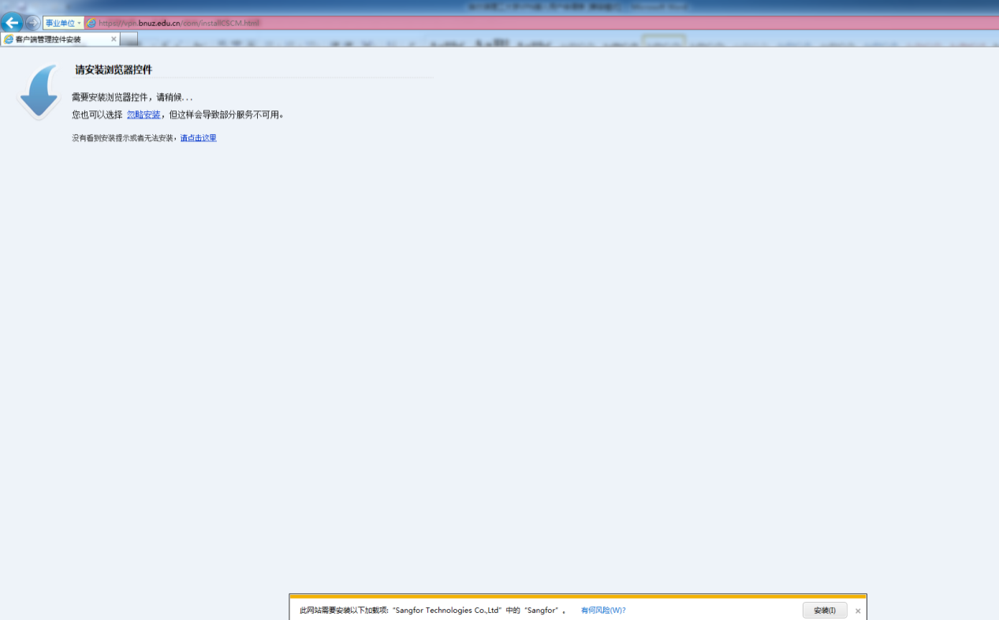 事业单位
https://vpn.bnuz.edu.cn/com/installCSCM.html
客户端管理控件安装
请安装浏览器控件
需要安装浏览器控件，请稍候...
您也可以选择 忽略安装，但这样会导致部分服务不可用。
没有看到安装提示或者无法安装，请点击这里
此网站需要安装以下加载项: “Sangfor Technologies Co.,Ltd” 中的 “Sangfor” 。 有何风险(W)? 安装(I)